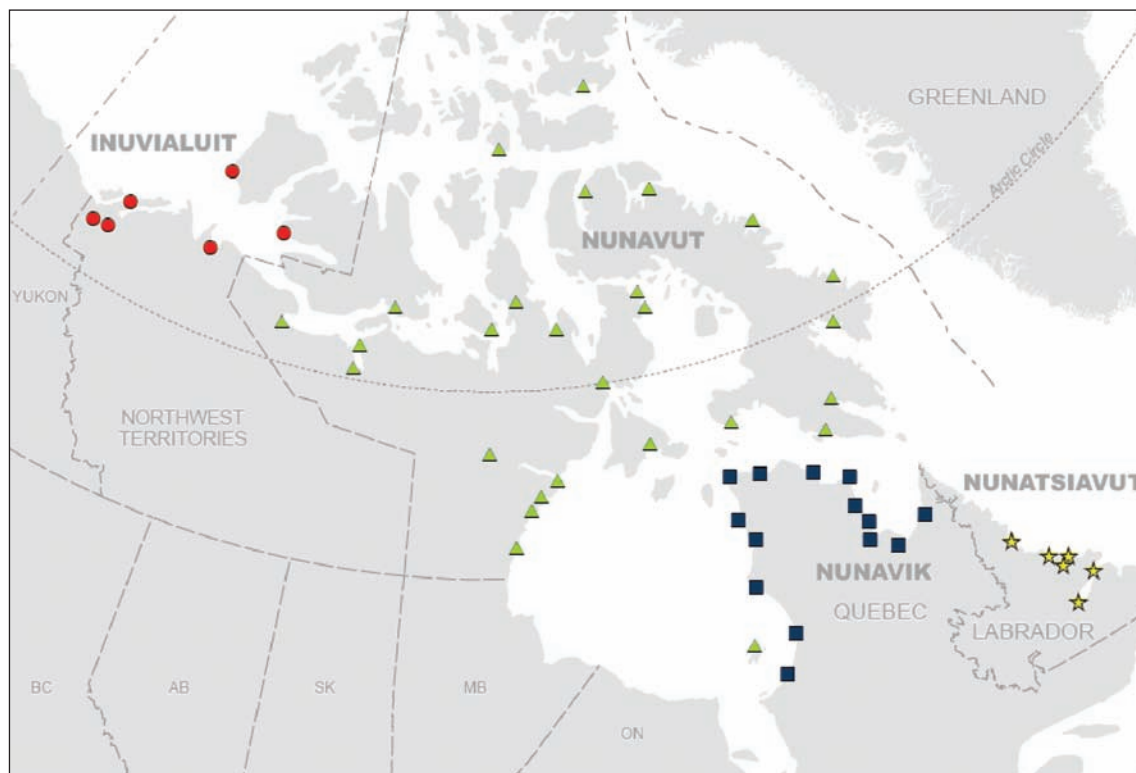 GREENLAND
INUVIALUIT
Arctic Circle
NUNAVUT
YUKON
NORTHWEST
TERRITORIES
NUNATSIAVUT
NUNAVIK
QUEBEC
LABRADOR
BC
AB
SK
MB
ON